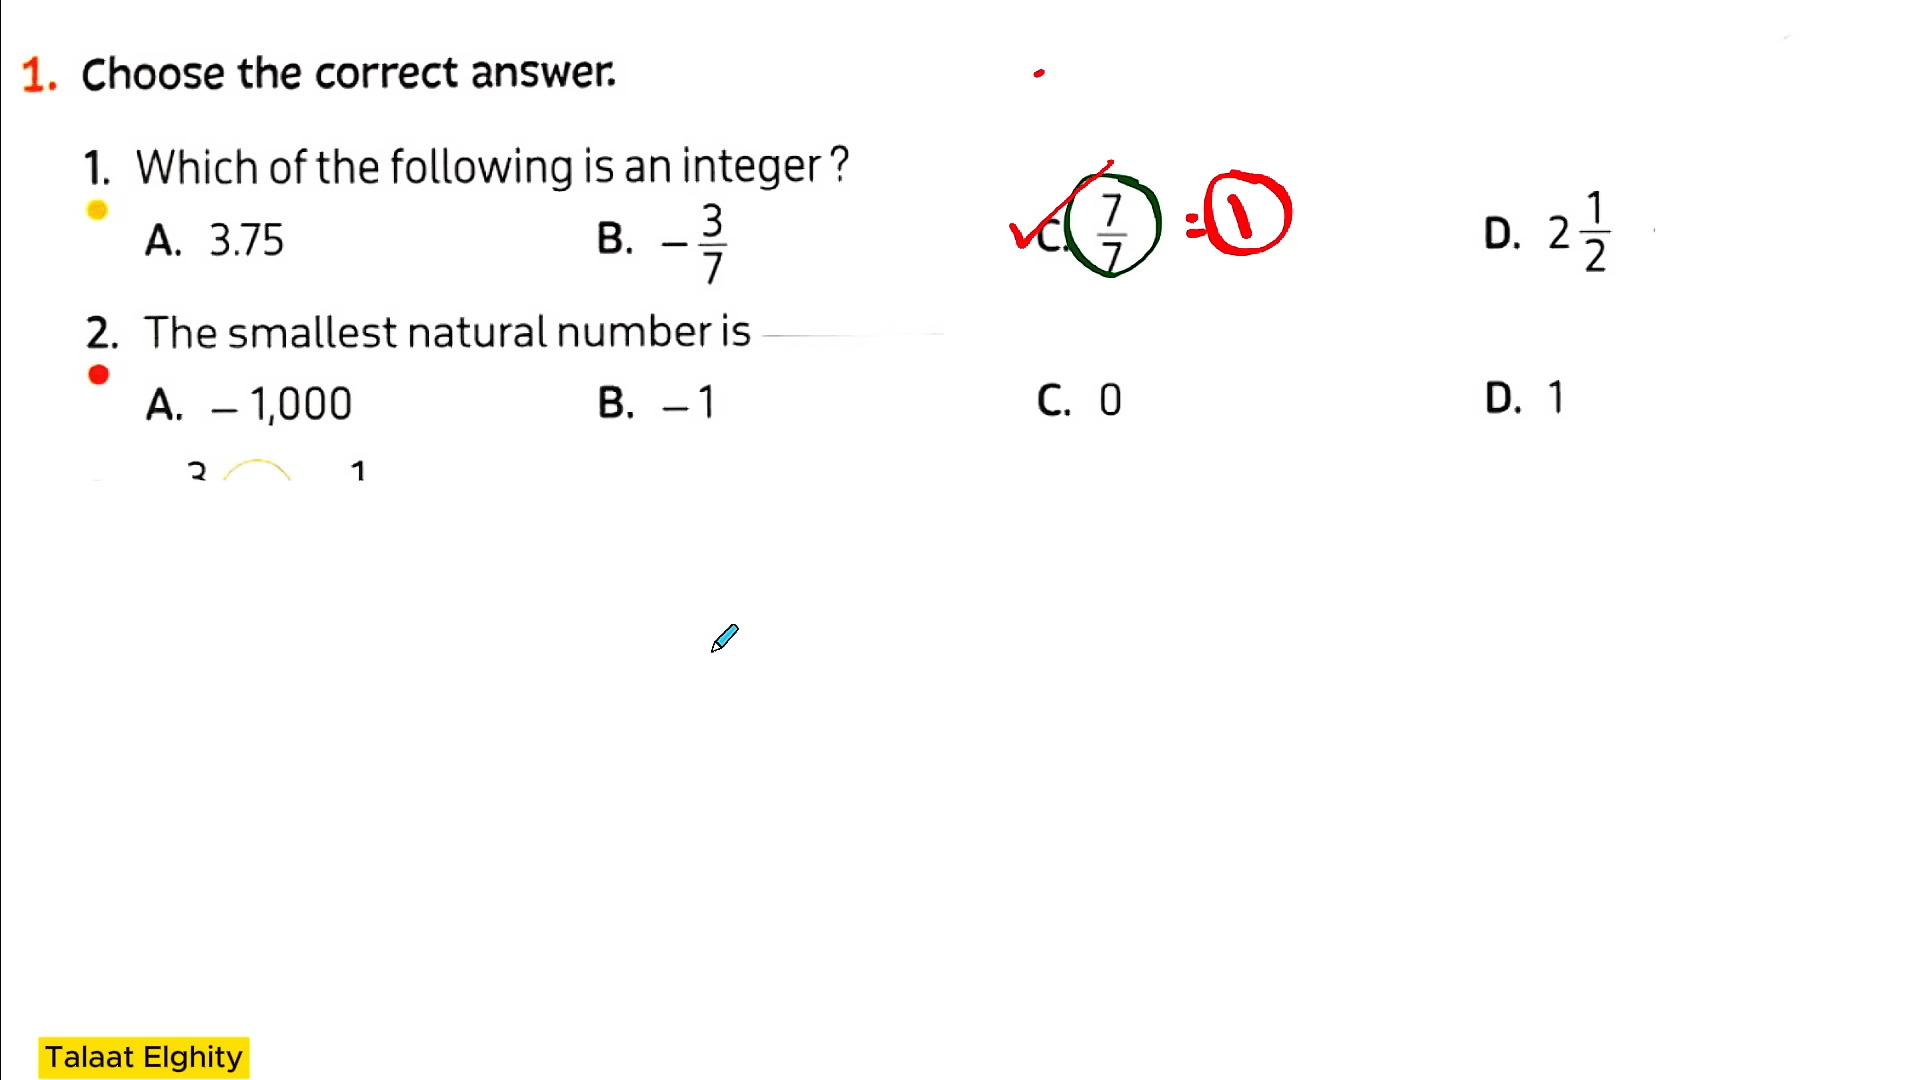 1. Choose the correct answer.
1. Which of the following is an integer ?
A. 3.75 B. - 3/7 C. 7/7 = 1 D. 2 1/2
2. The smallest natural number is
A. - 1,000 B. - 1 C. 0 D. 1
1
Talaat Elghity